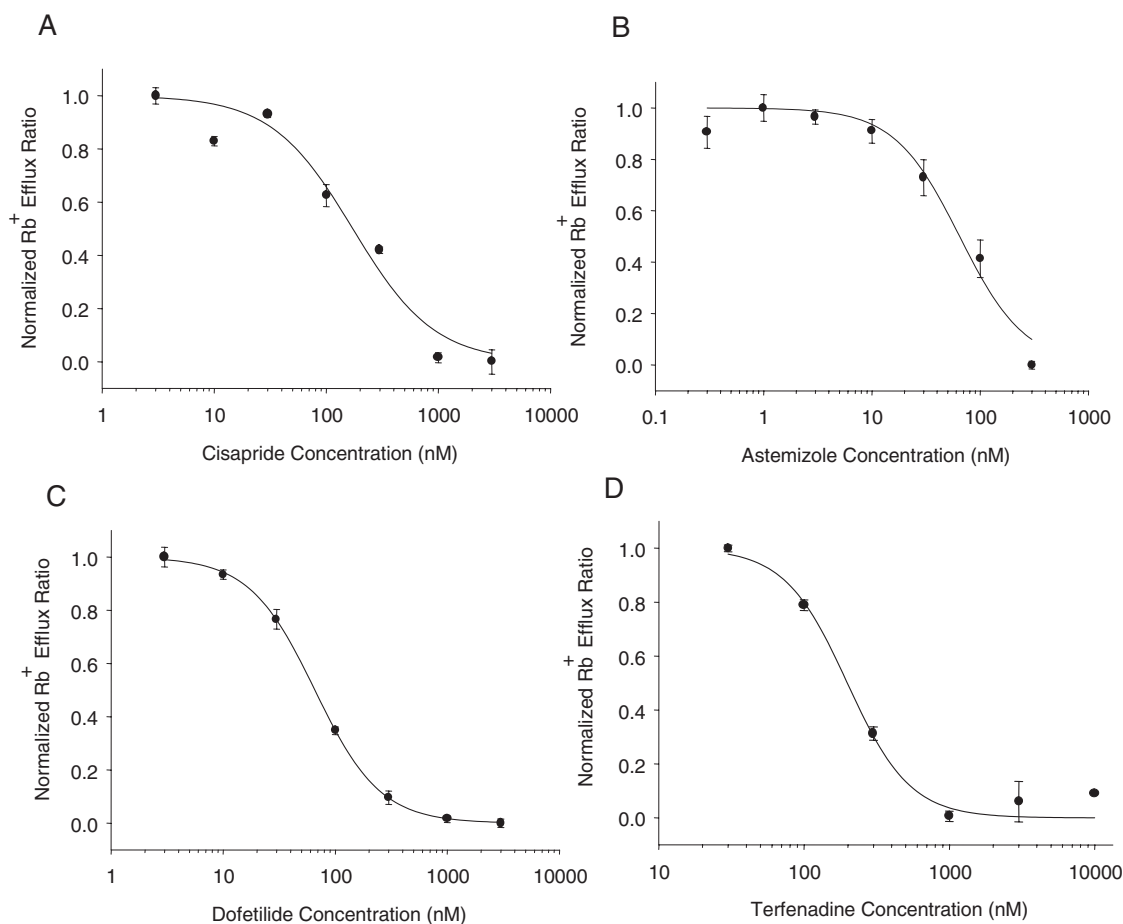 A
Normalized Rb+ Efflux Ratio
1.0
0.8
0.6
0.4
0.2
0.0
1 10 100 1000 10000
Cisapride Concentration (nM)
B
Normalized Rb+ Efflux Ratio
1.0
0.8
0.6
0.4
0.2
0.0
0.1 1 10 100 1000
Astemizole Concentration (nM)
C
Normalized Rb+ Efflux Ratio
1.0
0.8
0.6
0.4
0.2
0.0
1 10 100 1000 10000
Dofetilide Concentration (nM)
D
Normalized Rb+ Efflux Ratio
1.0
0.8
0.6
0.4
0.2
0.0
10 100 1000 10000
Terfenadine Concentration (nM)